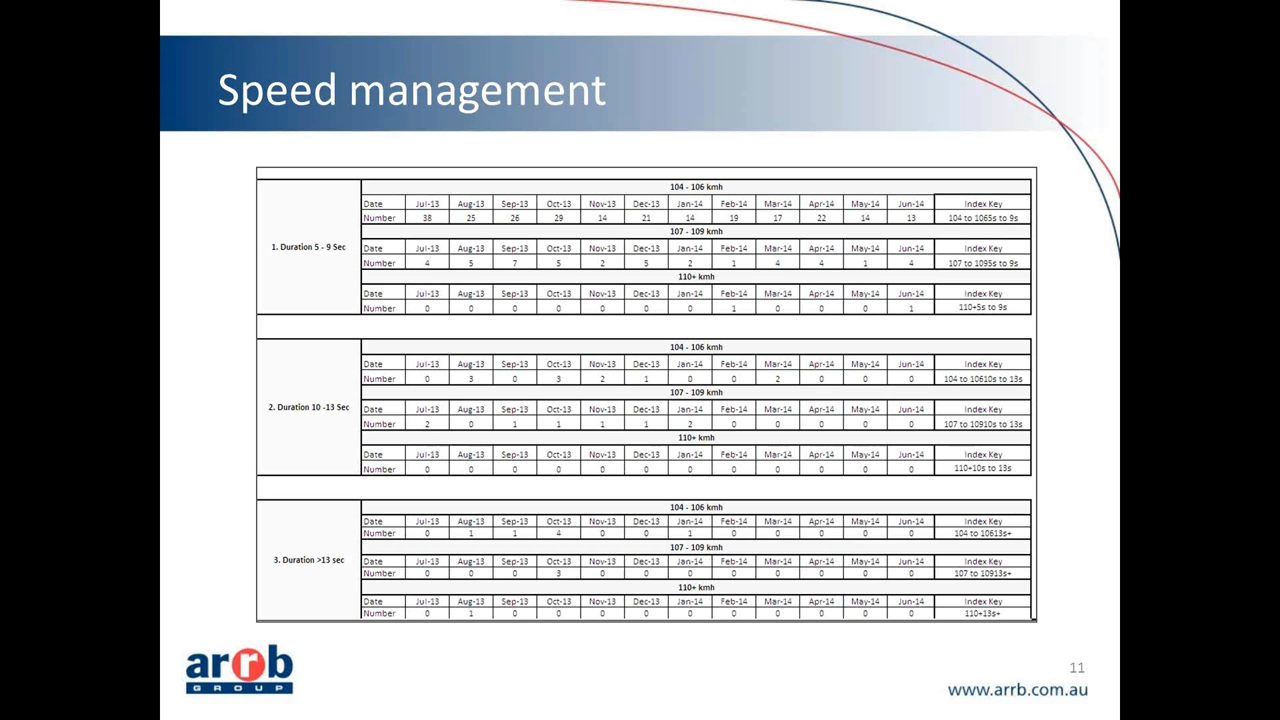 Speed management
104 - 106 kmh
Date Jul-13 Aug-13 Sep-13 Oct-13 Nov-13 Dec-13 Jan-14 Feb-14 Mar-14 Apr-14 May-14 Jun-14 Index Key
Number 38 25 26 29 14 21 14 19 17 22 14 13 104 to 1065s to 9s
107 - 109 kmh
1. Duration 5 - 9 Sec
Date Jul-13 Aug-13 Sep-13 Oct-13 Nov-13 Dec-13 Jan-14 Feb-14 Mar-14 Apr-14 May-14 Jun-14 Index Key
Number 4 5 7 5 2 5 2 1 4 4 1 4 107 to 1095s to 9s
110+ kmh
Date Jul-13 Aug-13 Sep-13 Oct-13 Nov-13 Dec-13 Jan-14 Feb-14 Mar-14 Apr-14 May-14 Jun-14 Index Key
Number 0 0 0 0 0 0 0 1 0 0 0 1 110+5s to 9s
104 - 106 kmh
Date Jul-13 Aug-13 Sep-13 Oct-13 Nov-13 Dec-13 Jan-14 Feb-14 Mar-14 Apr-14 May-14 Jun-14 Index Key
Number 0 3 0 3 2 1 0 0 2 0 0 0 104 to 10610s to 13s
107 - 109 kmh
2. Duration 10 -13 Sec
Date Jul-13 Aug-13 Sep-13 Oct-13 Nov-13 Dec-13 Jan-14 Feb-14 Mar-14 Apr-14 May-14 Jun-14 Index Key
Number 2 0 1 1 1 1 2 0 0 0 0 0 107 to 10910s to 13s
110+ kmh
Date Jul-13 Aug-13 Sep-13 Oct-13 Nov-13 Dec-13 Jan-14 Feb-14 Mar-14 Apr-14 May-14 Jun-14 Index Key
Number 0 0 0 0 0 0 0 0 0 0 0 0 110+10s to 13s
104 - 106 kmh
Date Jul-13 Aug-13 Sep-13 Oct-13 Nov-13 Dec-13 Jan-14 Feb-14 Mar-14 Apr-14 May-14 Jun-14 Index Key
Number 0 1 1 4 0 0 1 0 0 0 0 0 104 to 10613s+
107 - 109 kmh
3. Duration >13 sec
Date Jul-13 Aug-13 Sep-13 Oct-13 Nov-13 Dec-13 Jan-14 Feb-14 Mar-14 Apr-14 May-14 Jun-14 Index Key
Number 0 0 0 3 0 0 0 0 0 0 0 0 107 to 10913s+
110+ kmh
Date Jul-13 Aug-13 Sep-13 Oct-13 Nov-13 Dec-13 Jan-14 Feb-14 Mar-14 Apr-14 May-14 Jun-14 Index Key
Number 0 1 0 0 0 0 0 0 0 0 0 0 110+13s+
arrb
GROUP
11
www.arrb.com.au